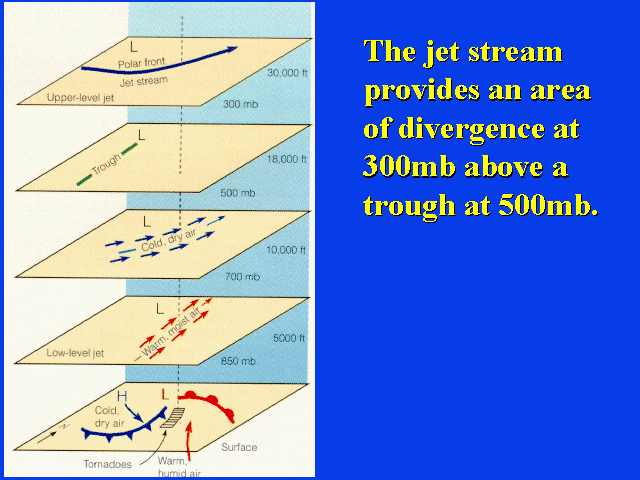 The jet stream
provides an area
of divergence at
300mb above a
trough at 500mb.
L
Polar front
Jet stream
30,000 ft
Upper-level jet
300 mb
L
Trough
18,000 ft
500 mb
L
Cold, dry air
10,000 ft
700 mb
L
Warm, moist air
5000 ft
Low-level jet
850 mb
H
L
Cold,
dry air
N
Surface
Tornadoes
Warm,
humid air